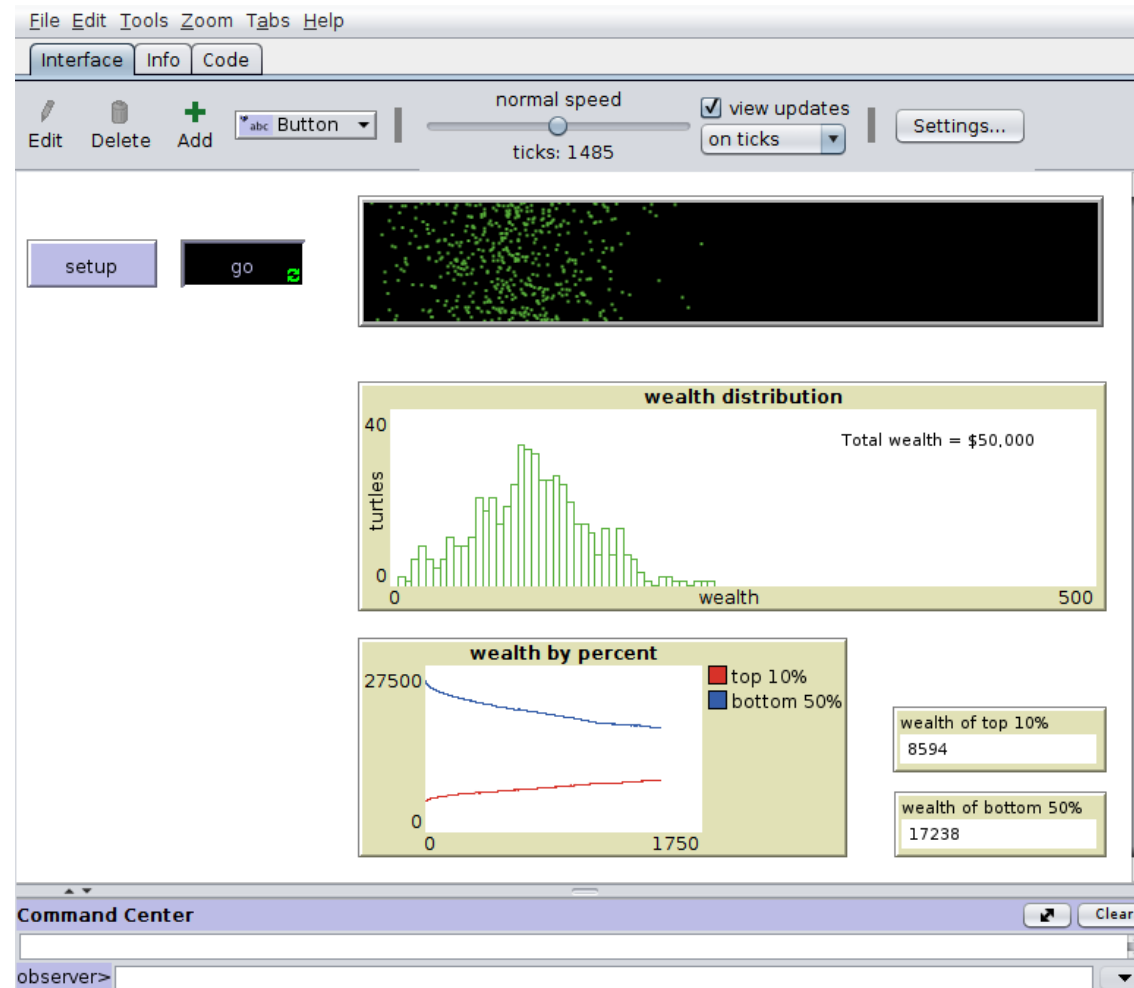 File Edit Tools Zoom Tabs Help
Interface Info Code
Edit Delete Add abc Button normal speed ticks: 1485 view updates on ticks Settings...
setup go
wealth distribution
40
Total wealth = $50,000
turtles
0
0 wealth 500
wealth by percent
27500
top 10%
bottom 50%
0
0 1750
wealth of top 10%
8594
wealth of bottom 50%
17238
Command Center Clear
observer>